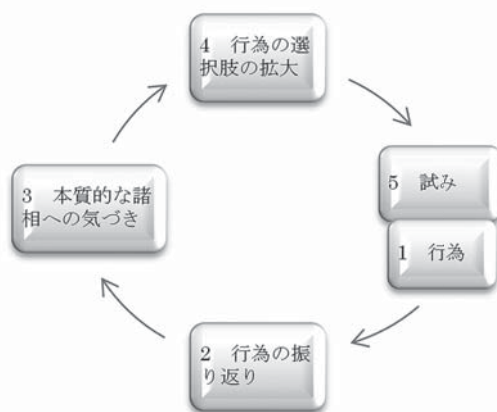 4　行為の選
択肢の拡大
5　試み
1　行為
3　本質的な諸
相への気づき
2　行為の振
り返り